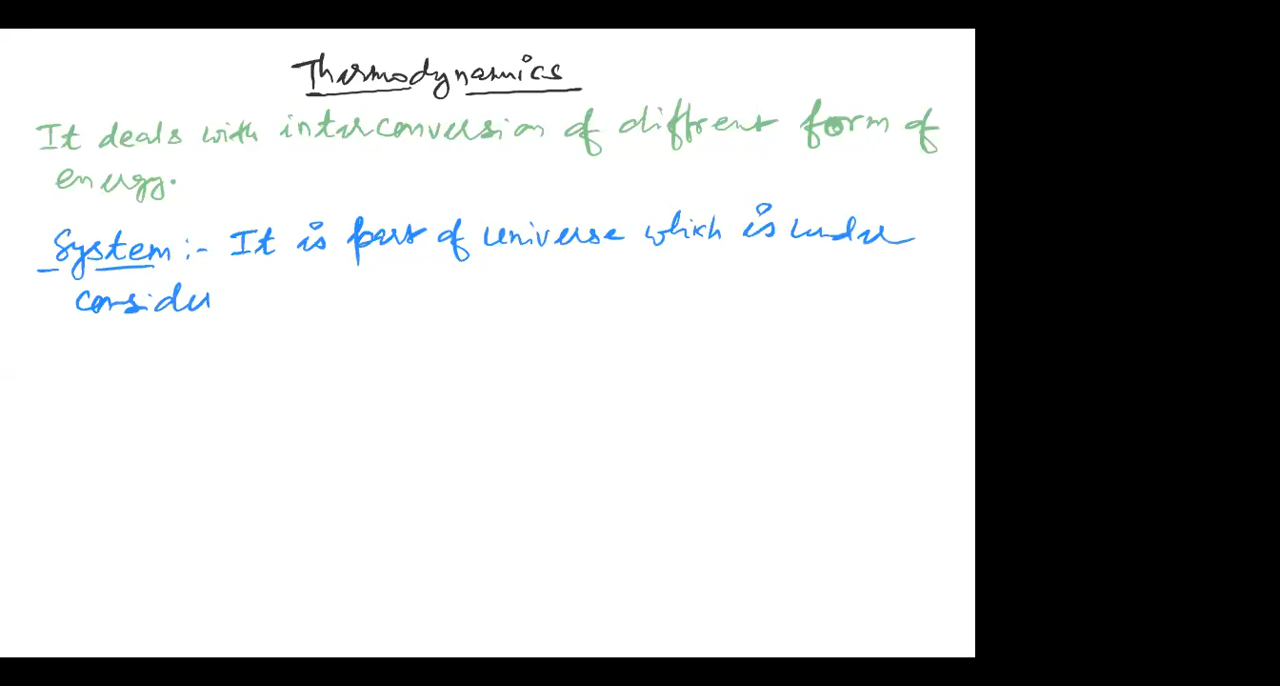 Thermodynamics
It deals with interconversion of different form of
energy.
System :- It is part of universe which is under
consider